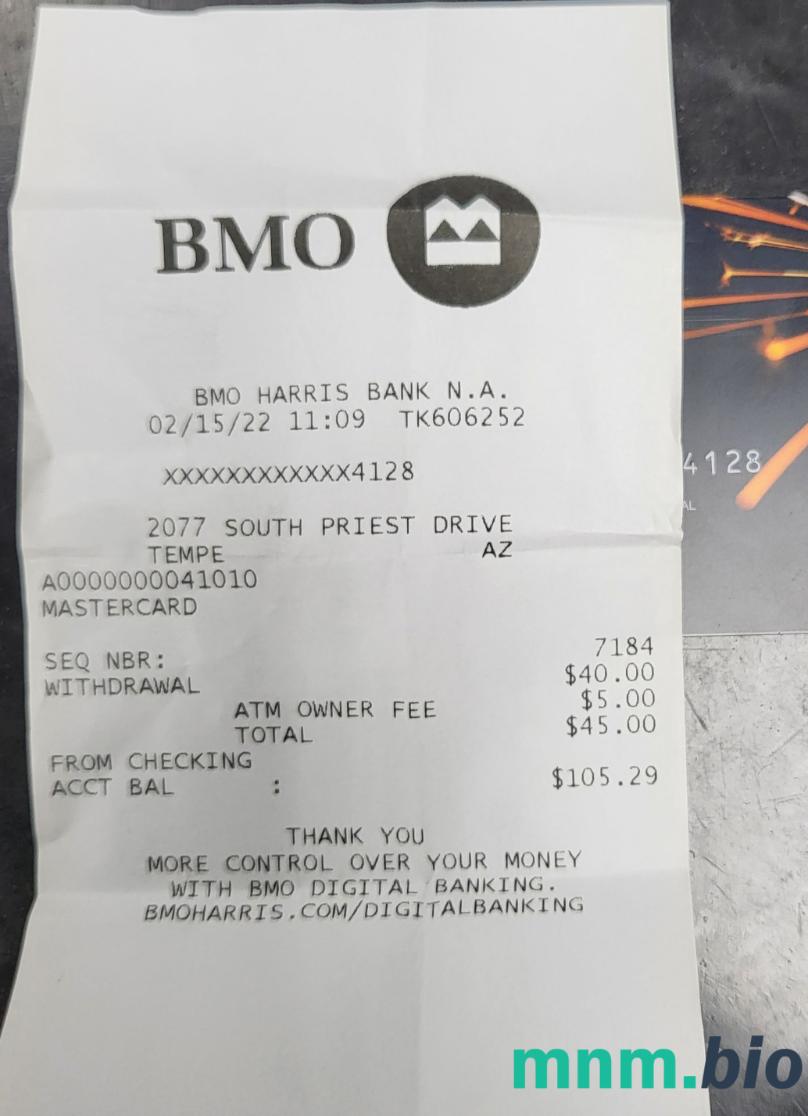 BMO
BMO HARRIS BANK N.A.
02/15/22 11:09 TK606252
XXXXXXXXXXXX4128
2077 SOUTH PRIEST DRIVE
TEMPE AZ
A0000000041010
MASTERCARD
SEQ NBR: 7184
WITHDRAWAL $40.00
ATM OWNER FEE $5.00
TOTAL $45.00
FROM CHECKING
ACCT BAL : $105.29
THANK YOU
MORE CONTROL OVER YOUR MONEY
WITH BMO DIGITAL BANKING.
BMOHARRIS.COM/DIGITALBANKING
4128
AL
mnm.bio